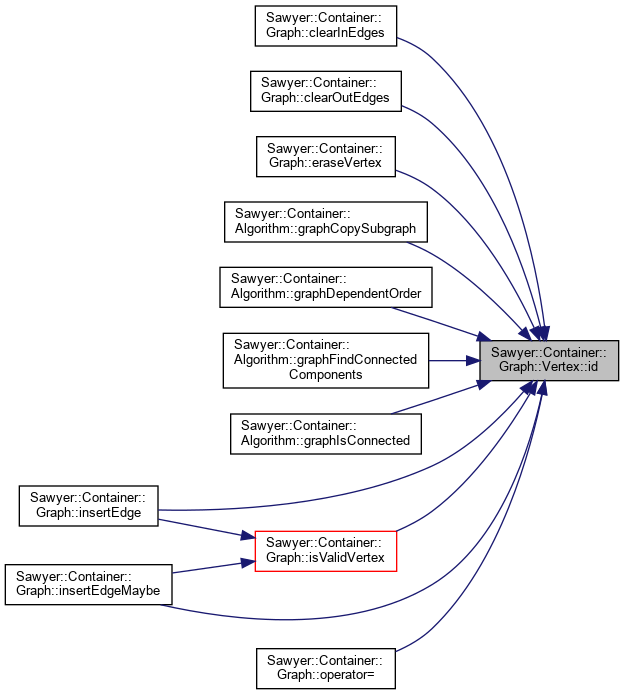 Sawyer::Container::
Graph::clearInEdges
Sawyer::Container::
Graph::clearOutEdges
Sawyer::Container::
Graph::eraseVertex
Sawyer::Container::
Algorithm::graphCopySubgraph
Sawyer::Container::
Algorithm::graphDependentOrder
Sawyer::Container::
Algorithm::graphFindConnected
Components
Sawyer::Container::
Graph::Vertex::id
Sawyer::Container::
Algorithm::graphIsConnected
Sawyer::Container::
Graph::insertEdge
Sawyer::Container::
Graph::isValidVertex
Sawyer::Container::
Graph::insertEdgeMaybe
Sawyer::Container::
Graph::operator=